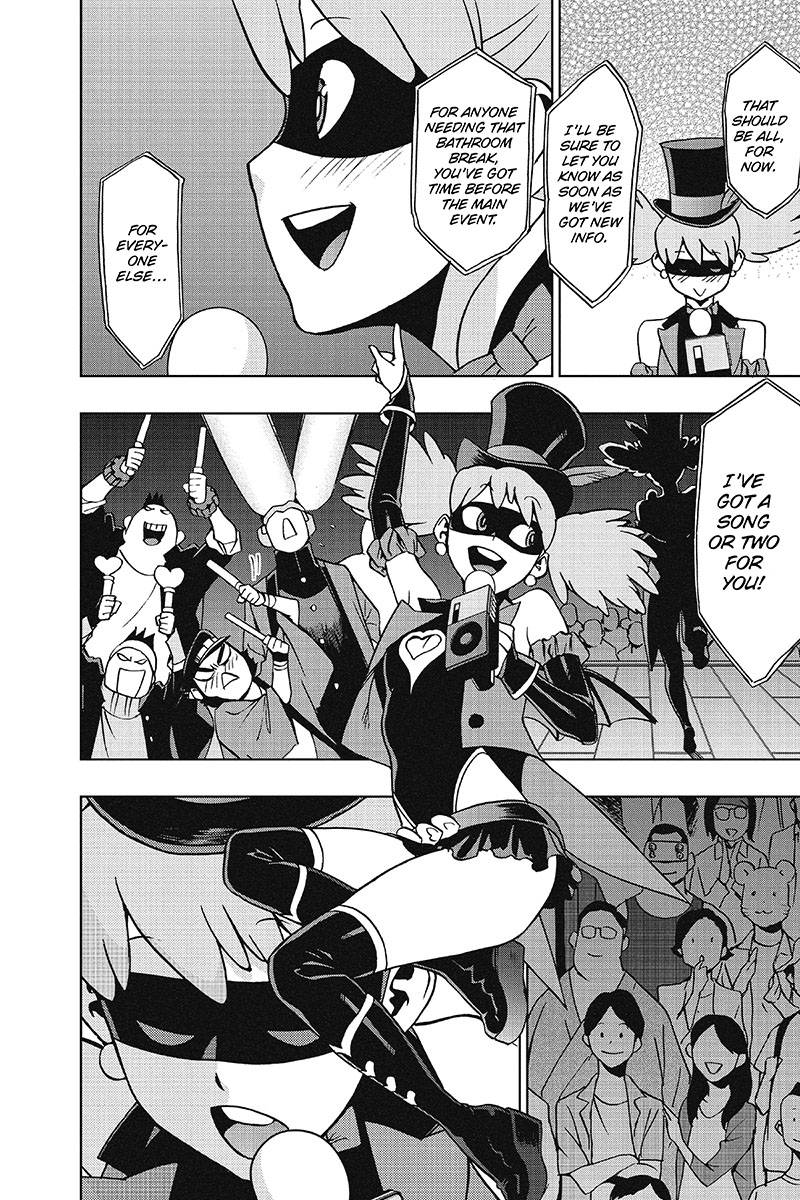 THAT
SHOULD
BE ALL,
FOR
NOW.
I'LL BE
SURE TO
LET YOU
KNOW AS
SOON AS
WE'VE
GOT NEW
INFO.
FOR ANYONE
NEEDING THAT
BATHROOM
BREAK,
YOU'VE GOT
TIME BEFORE
THE MAIN
EVENT.
FOR
EVERY-
ONE
ELSE...
I'VE
GOT A
SONG
OR TWO
FOR
YOU!